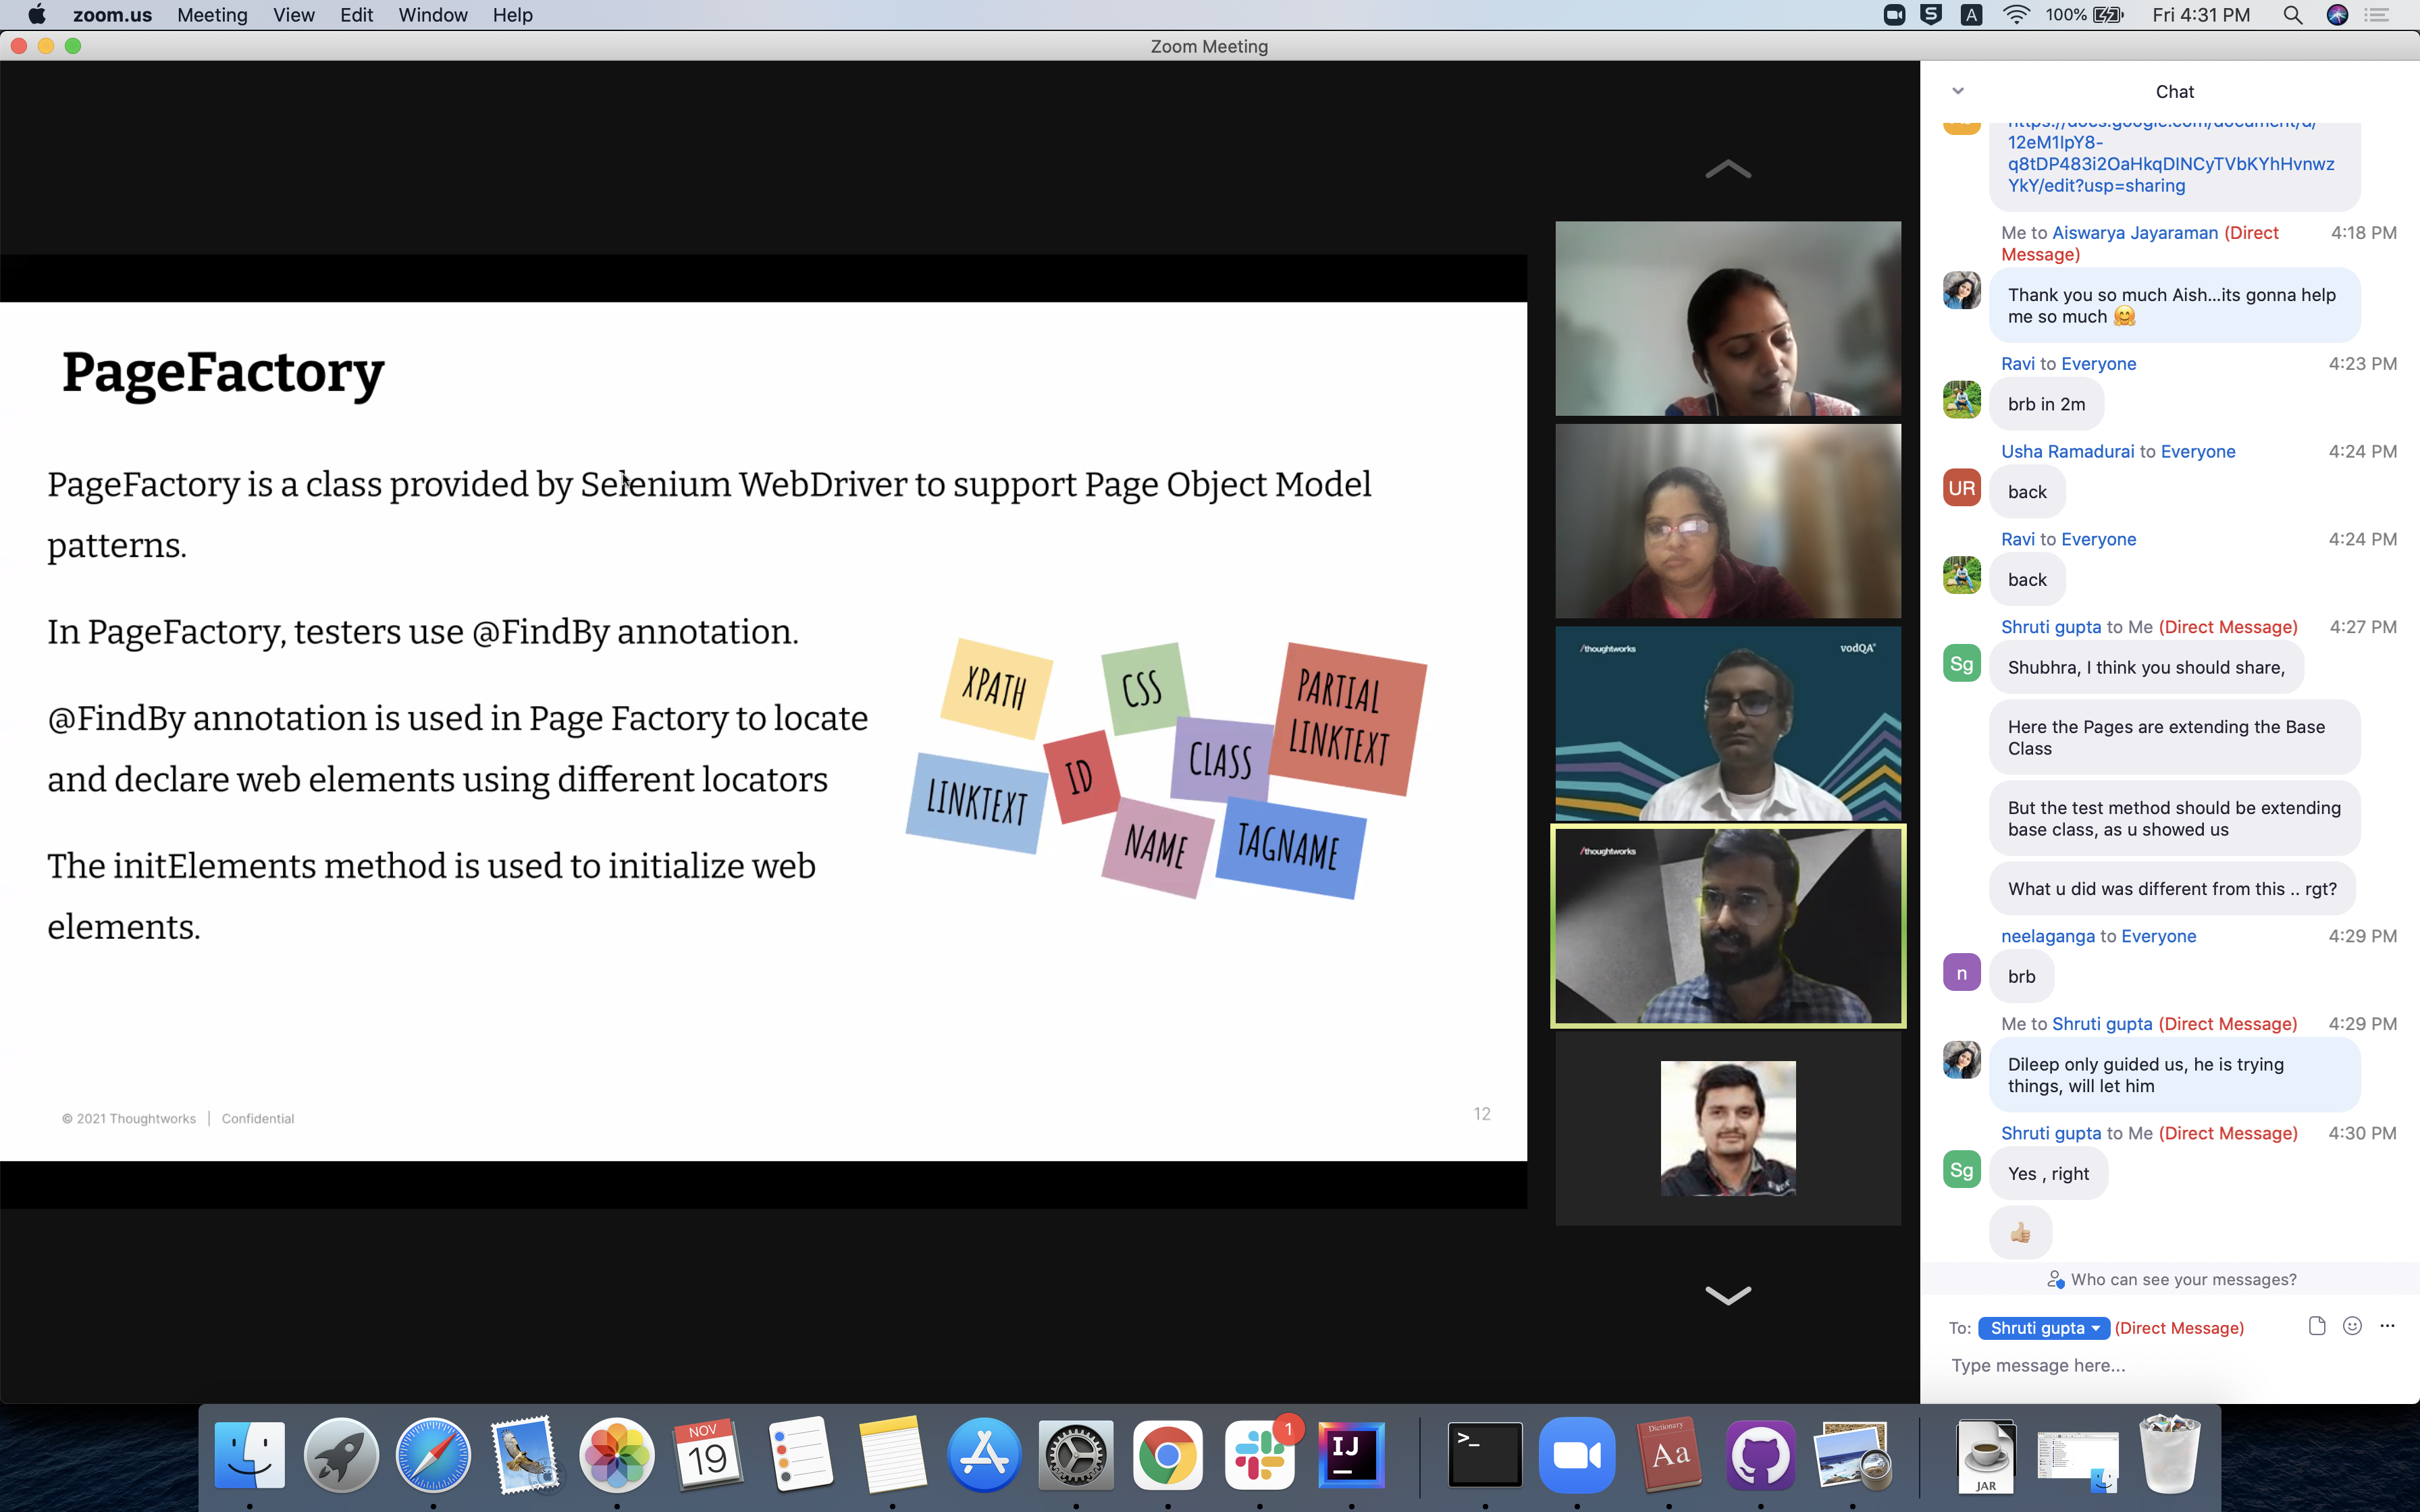 zoom.us Meeting View Edit Window Help
100% Fri 4:31 PM
Zoom Meeting
PageFactory
PageFactory is a class provided by Selenium WebDriver to support Page Object Model
patterns.
In PageFactory, testers use @FindBy annotation.
@FindBy annotation is used in Page Factory to locate
and declare web elements using different locators
The initElements method is used to initialize web
elements.
XPATH
CSS
PARTIAL
LINKTEXT
ID
CLASS
LINKTEXT
NAME
TAGNAME
© 2021 Thoughtworks | Confidential
12
/thoughtworks
vodQA
/thoughtworks
Chat
12eM1IpY8-
q8tDP483i2OaHkqDINCyTVbKYhHvnwz
YkY/edit?usp=sharing
Me to Aiswarya Jayaraman (Direct 4:18 PM
Message)
Thank you so much Aish...its gonna help
me so much 🤗
Ravi to Everyone 4:23 PM
brb in 2m
Usha Ramadurai to Everyone 4:24 PM
UR
back
Ravi to Everyone 4:24 PM
back
Shruti gupta to Me (Direct Message) 4:27 PM
Sg
Shubhra, I think you should share,
Here the Pages are extending the Base
Class
But the test method should be extending
base class, as u showed us
What u did was different from this .. rgt?
neelaganga to Everyone 4:29 PM
n
brb
Me to Shruti gupta (Direct Message) 4:29 PM
Dileep only guided us, he is trying
things, will let him
Shruti gupta to Me (Direct Message) 4:30 PM
Sg
Yes , right
👍🏼
Who can see your messages?
To: Shruti gupta (Direct Message)
Type message here...
NOV
19
1
IJ
>_
Dictionary
Aa
JAR